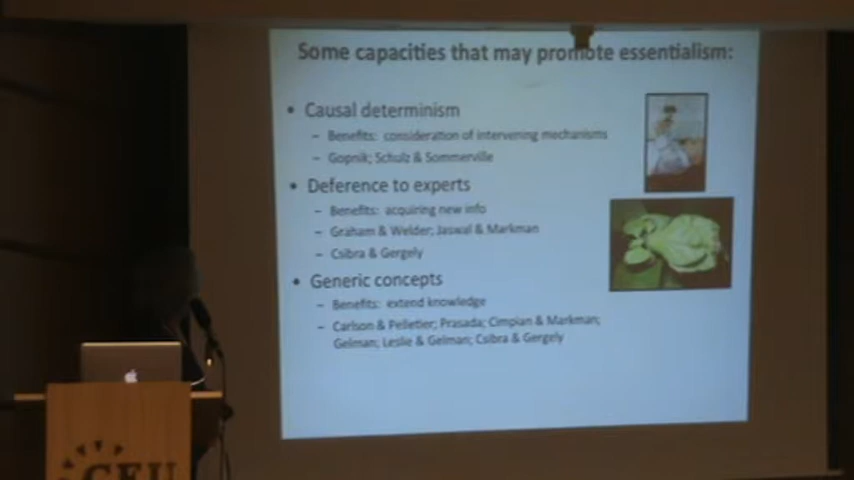 Some capacities that may promote essentialism:
• Causal determinism
– Benefits: consideration of intervening mechanisms
– Gopnik; Schulz & Sommerville
• Deference to experts
– Benefits: acquiring new info
– Graham & Welder; Jaswal & Markman
– Csibra & Gergely
• Generic concepts
– Benefits: extend knowledge
– Carlson & Pelletier; Prasada; Cimpian & Markman;
Gelman; Leslie & Gelman; Csibra & Gergely
CEU